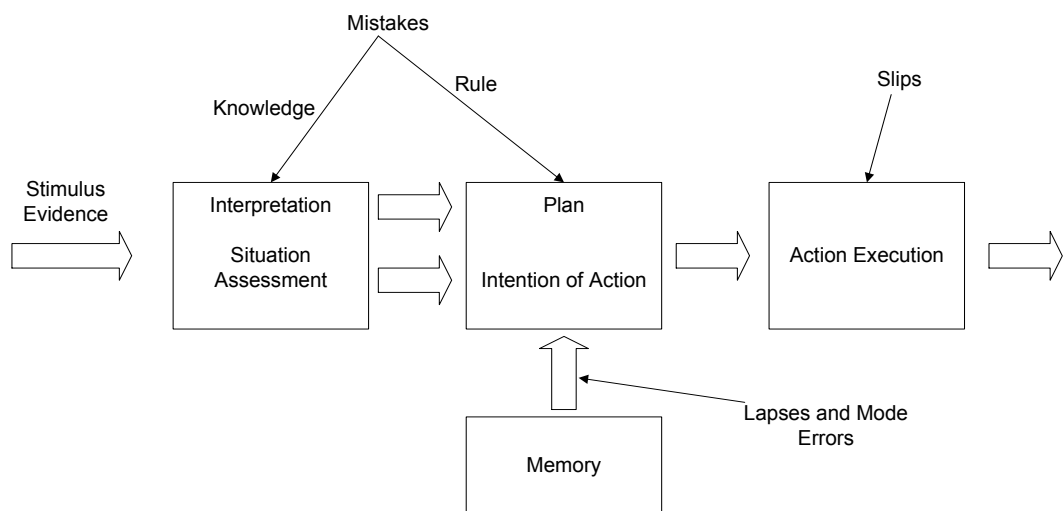 Mistakes
Rule
Slips
Knowledge
Stimulus
Evidence
Interpretation
Situation
Assessment
Plan
Intention of Action
Action Execution
Lapses and Mode
Errors
Memory